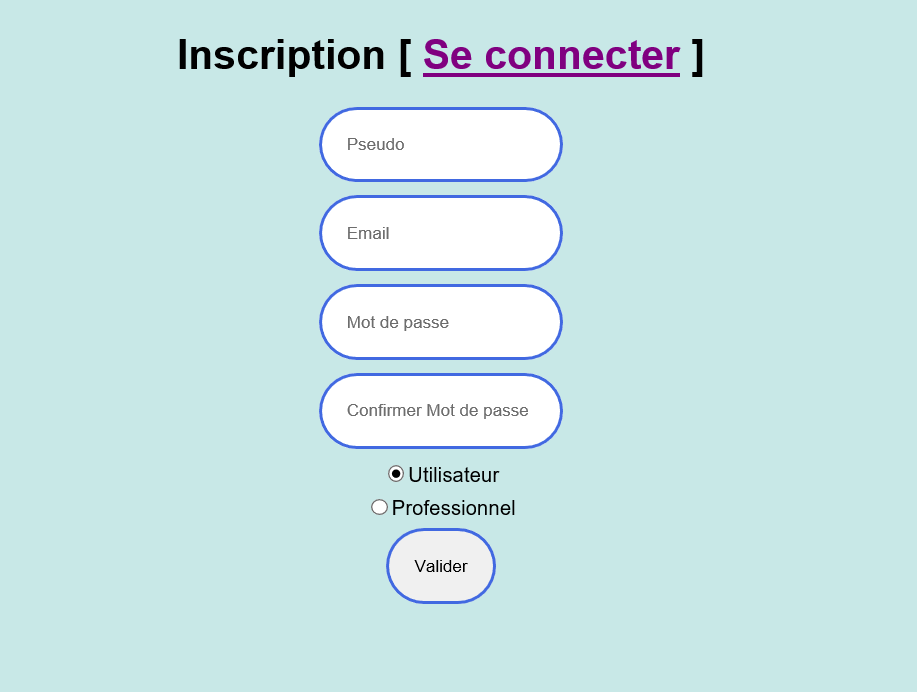 Inscription [ Se connecter ]
Pseudo
Email
Mot de passe
Confirmer Mot de passe
Utilisateur
Professionnel
Valider